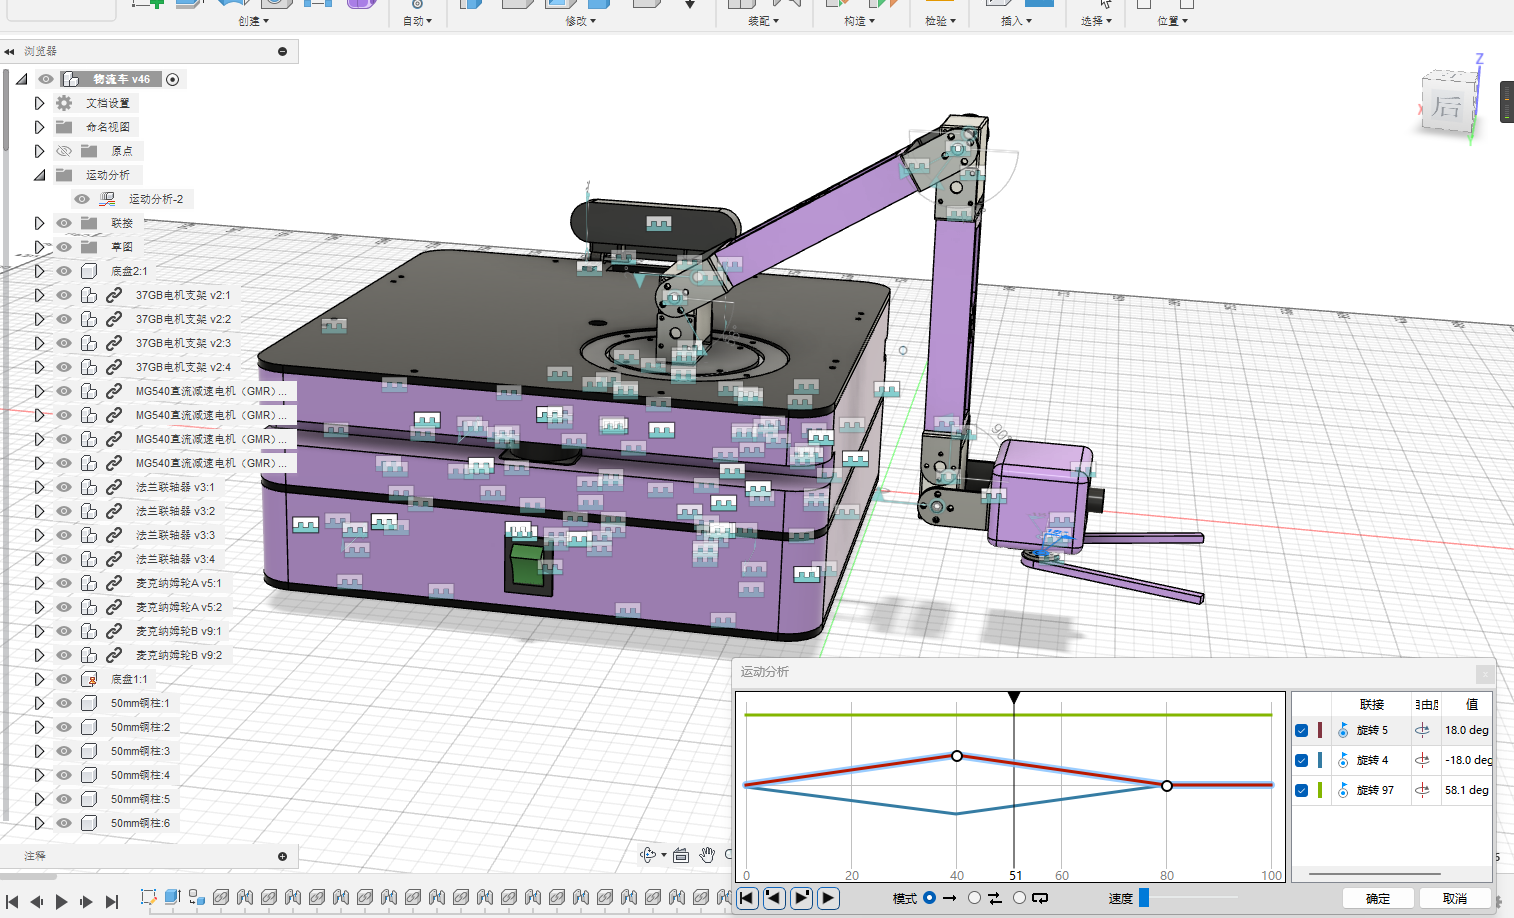 创建▾
自动▾
修改▾
装配▾
构造▾
检验▾
插入▾
选择▾
位置▾
浏览器
物流车 v46
文档设置
命名视图
原点
运动分析
运动分析-2
联接
草图
底盘2:1
37GB电机支架 v2:1
37GB电机支架 v2:2
37GB电机支架 v2:3
37GB电机支架 v2:4
MG540直流减速电机（GMR）...
MG540直流减速电机（GMR）...
MG540直流减速电机（GMR）...
MG540直流减速电机（GMR）...
法兰联轴器 v3:1
法兰联轴器 v3:2
法兰联轴器 v3:3
法兰联轴器 v3:4
麦克纳姆轮A v5:1
麦克纳姆轮A v5:2
麦克纳姆轮B v9:1
麦克纳姆轮B v9:2
底盘1:1
50mm铜柱:1
50mm铜柱:2
50mm铜柱:3
50mm铜柱:4
50mm铜柱:5
50mm铜柱:6
注释
Z
X
后
90
运动分析
0 20 40 51 60 80 100
联接 自由度 值
旋转 5 18.0 deg
旋转 4 -18.0 deg
旋转 97 58.1 deg
模式
速度
确定
取消